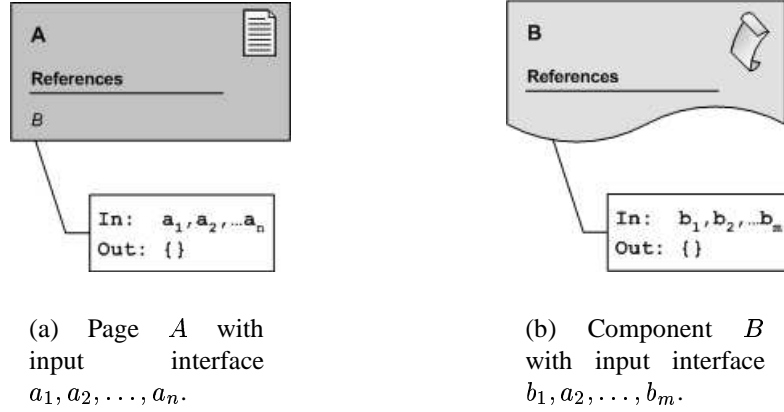 A
References
B
In: a1,a2,…an
Out: {}
(a) Page A with
input interface
a1, a2, . . . , an.
B
References
In: b1,b2,…bm
Out: {}
(b) Component B
with input interface
b1, a2, . . . , bm.